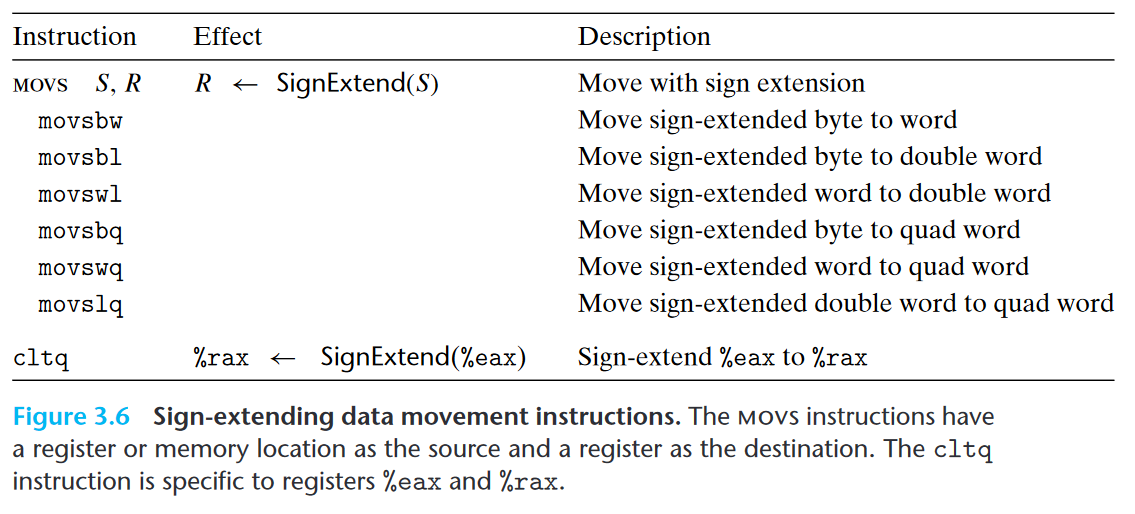 Instruction Effect Description
MOVS S, R R ← SignExtend(S) Move with sign extension
movsbw Move sign-extended byte to word
movsbl Move sign-extended byte to double word
movswl Move sign-extended word to double word
movsbq Move sign-extended byte to quad word
movswq Move sign-extended word to quad word
movslq Move sign-extended double word to quad word
cltq %rax ← SignExtend(%eax) Sign-extend %eax to %rax
Figure 3.6 Sign-extending data movement instructions. The MOVS instructions have
a register or memory location as the source and a register as the destination. The cltq
instruction is specific to registers %eax and %rax.